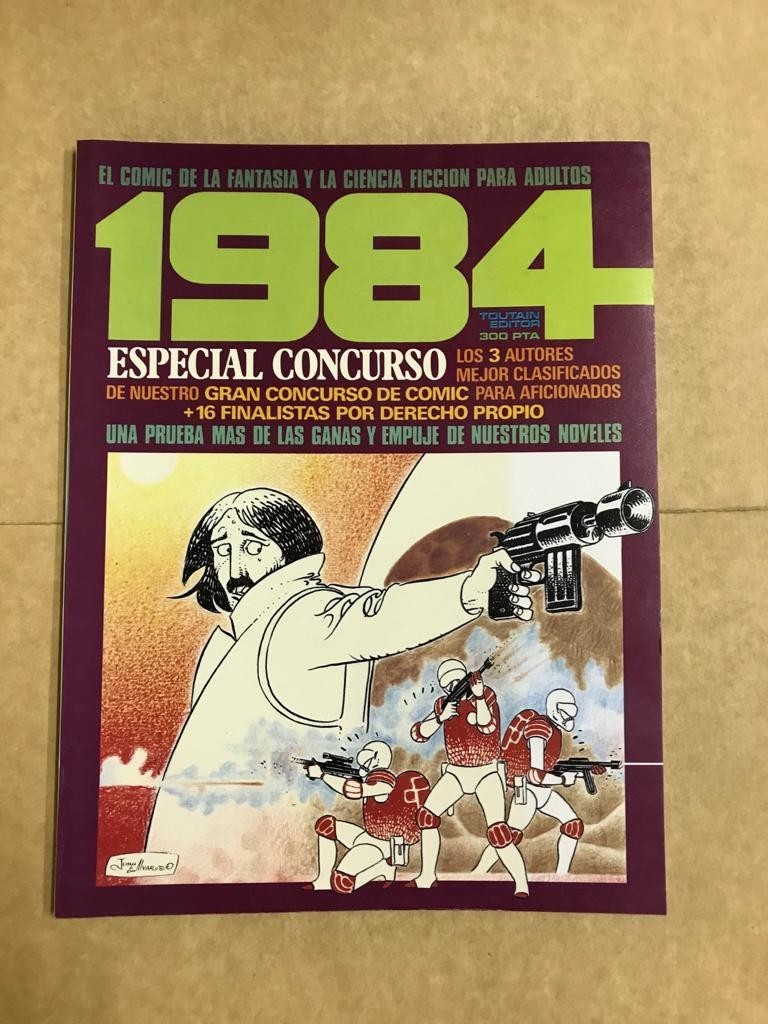 EL COMIC DE LA FANTASIA Y LA CIENCIA FICCION PARA ADULTOS
1984
TOUTAIN
EDITOR
300 PTA
ESPECIAL CONCURSO LOS 3 AUTORES
MEJOR CLASIFICADOS
DE NUESTRO GRAN CONCURSO DE COMIC PARA AFICIONADOS
+16 FINALISTAS POR DERECHO PROPIO
UNA PRUEBA MAS DE LAS GANAS Y EMPUJE DE NUESTROS NOVELES